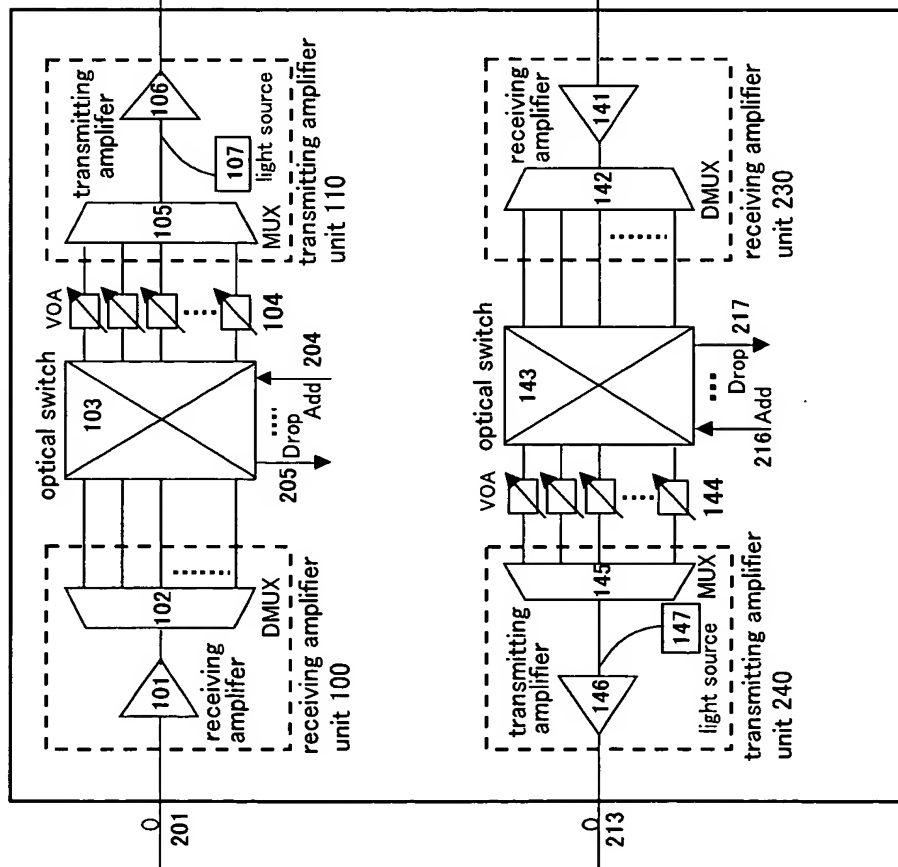 optical switch
VOA
103
104
205
Drop
Add
204
102
DMUX
101
receiving
amplifer
receiving amplifier
unit 100
transmitting
amplifer
106
107
light source
105
MUX
transmitting amplifier
unit 110
201
receiving
amplifier
141
142
DMUX
receiving amplifier
unit 230
optical switch
143
216
Add
Drop
217
VOA
144
145
MUX
transmitting
amplifier
146
147
light source
transmitting amplifier
unit 240
213